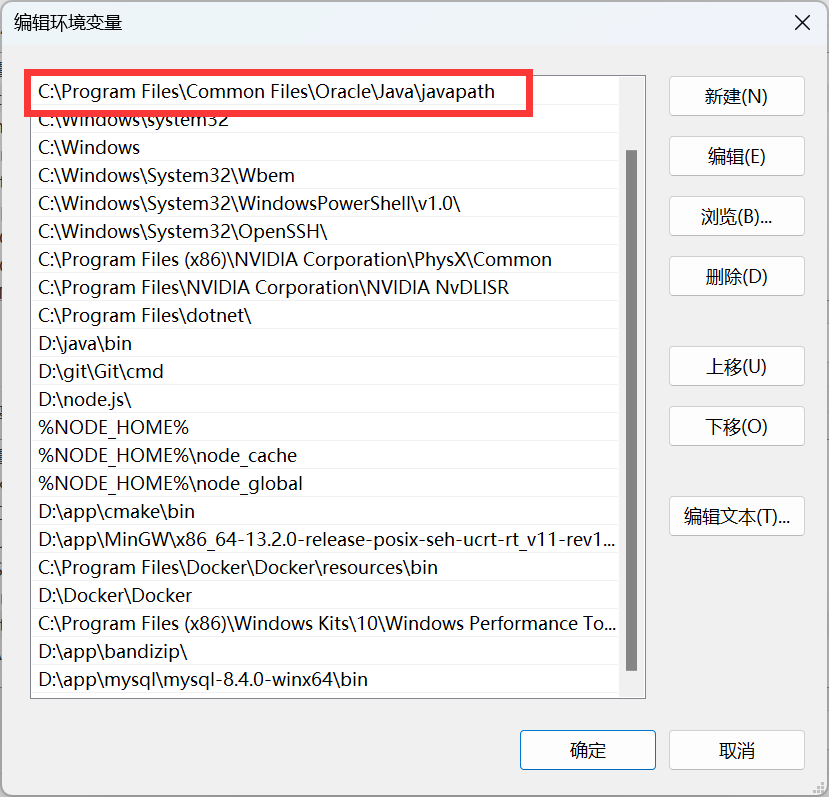 编辑环境变量
C:\Program Files\Common Files\Oracle\Java\javapath
C:\Windows\system32
C:\Windows
C:\Windows\System32\Wbem
C:\Windows\System32\WindowsPowerShell\v1.0\
C:\Windows\System32\OpenSSH\
C:\Program Files (x86)\NVIDIA Corporation\PhysX\Common
C:\Program Files\NVIDIA Corporation\NVIDIA NvDLISR
C:\Program Files\dotnet\
D:\java\bin
D:\git\Git\cmd
D:\node.js\
%NODE_HOME%
%NODE_HOME%\node_cache
%NODE_HOME%\node_global
D:\app\cmake\bin
D:\app\MinGW\x86_64-13.2.0-release-posix-seh-ucrt-rt_v11-rev1...
C:\Program Files\Docker\Docker\resources\bin
D:\Docker\Docker
C:\Program Files (x86)\Windows Kits\10\Windows Performance To...
D:\app\bandizip\
D:\app\mysql\mysql-8.4.0-winx64\bin
新建(N)
编辑(E)
浏览(B)...
删除(D)
上移(U)
下移(O)
编辑文本(T)...
确定
取消